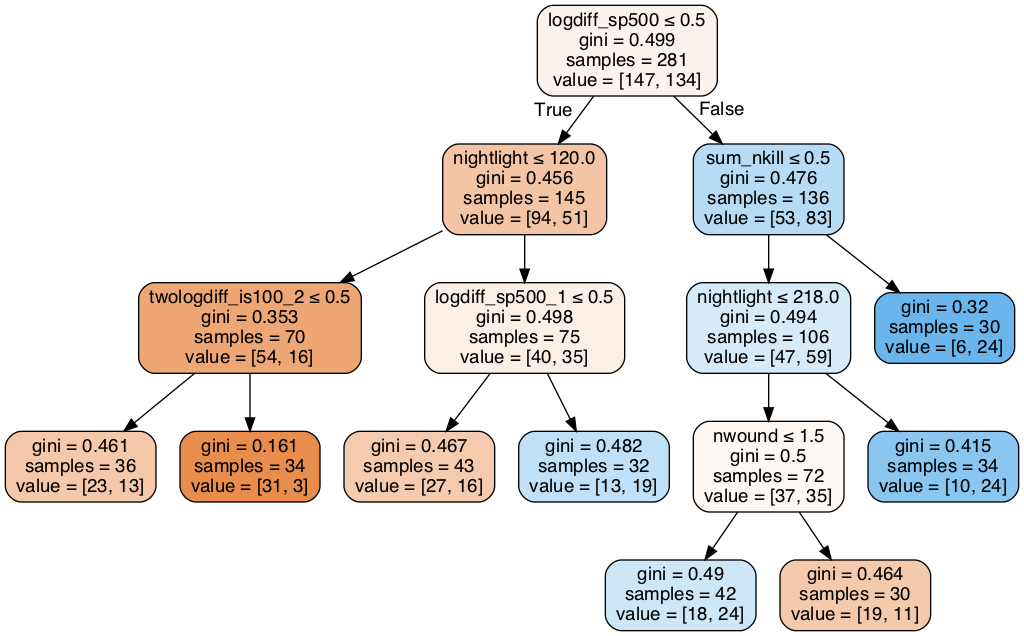 logdiff_sp500 ≤ 0.5
gini = 0.499
samples = 281
value = [147, 134]
True
False
nightlight ≤ 120.0
gini = 0.456
samples = 145
value = [94, 51]
sum_nkill ≤ 0.5
gini = 0.476
samples = 136
value = [53, 83]
twologdiff_is100_2 ≤ 0.5
gini = 0.353
samples = 70
value = [54, 16]
logdiff_sp500_1 ≤ 0.5
gini = 0.498
samples = 75
value = [40, 35]
nightlight ≤ 218.0
gini = 0.494
samples = 106
value = [47, 59]
gini = 0.32
samples = 30
value = [6, 24]
gini = 0.461
samples = 36
value = [23, 13]
gini = 0.161
samples = 34
value = [31, 3]
gini = 0.467
samples = 43
value = [27, 16]
gini = 0.482
samples = 32
value = [13, 19]
nwound ≤ 1.5
gini = 0.5
samples = 72
value = [37, 35]
gini = 0.415
samples = 34
value = [10, 24]
gini = 0.49
samples = 42
value = [18, 24]
gini = 0.464
samples = 30
value = [19, 11]